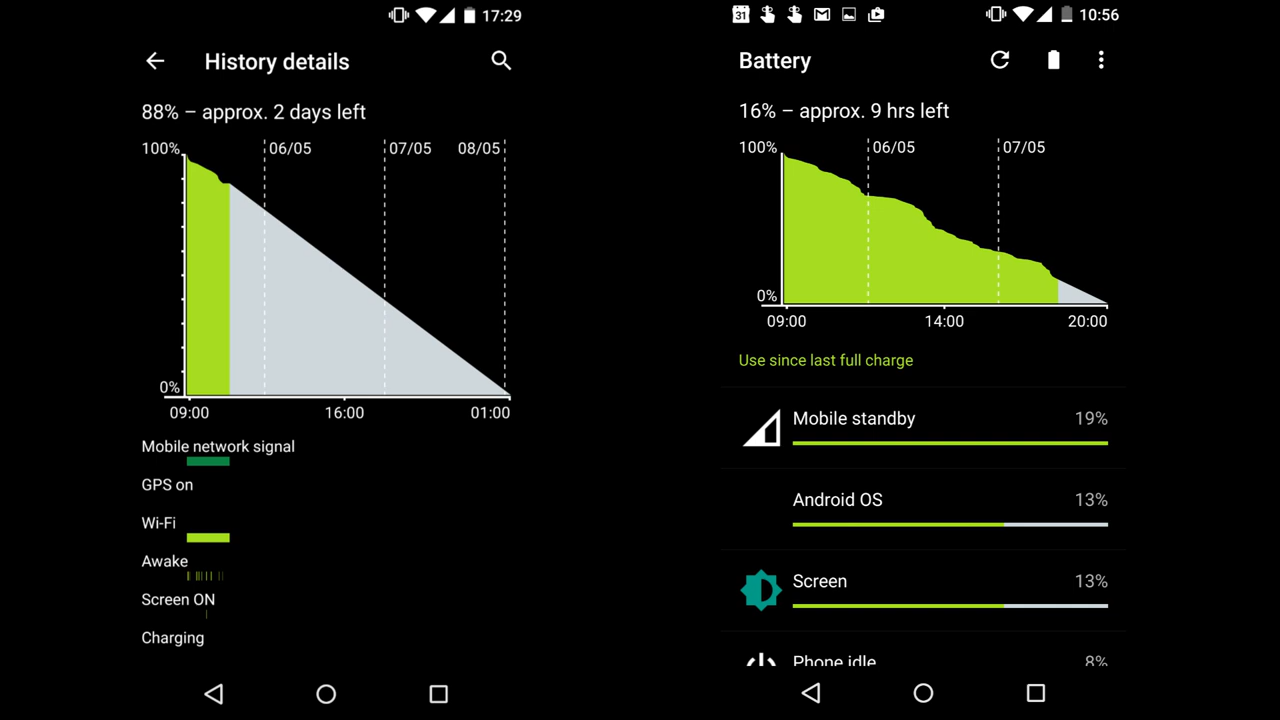 17:29
History details
88% – approx. 2 days left
100%
06/05
07/05
08/05
0%
09:00
16:00
01:00
Mobile network signal
GPS on
Wi-Fi
Awake
Screen ON
Charging
31
10:56
Battery
16% – approx. 9 hrs left
100%
06/05
07/05
0%
09:00
14:00
20:00
Use since last full charge
Mobile standby 19%
Android OS 13%
Screen 13%
Phone idle 8%